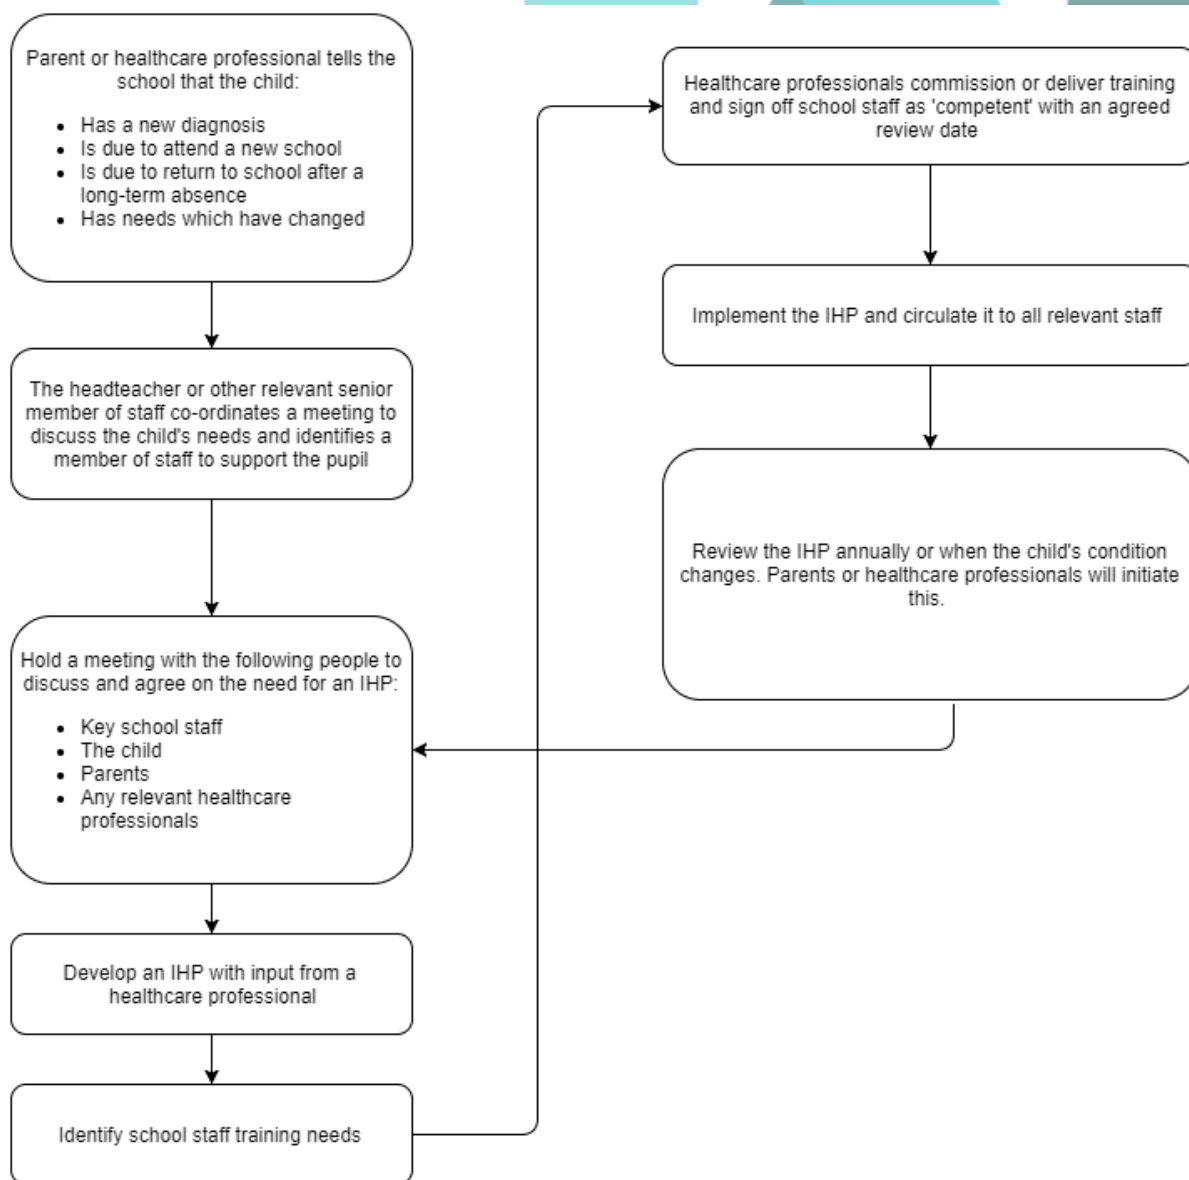 Parent or healthcare professional tells the
school that the child:
• Has a new diagnosis
• Is due to attend a new school
• Is due to return to school after a
long-term absence
• Has needs which have changed
The headteacher or other relevant senior
member of staff co-ordinates a meeting to
discuss the child's needs and identifies a
member of staff to support the pupil
Hold a meeting with the following people to
discuss and agree on the need for an IHP:
• Key school staff
• The child
• Parents
• Any relevant healthcare
professionals
Develop an IHP with input from a
healthcare professional
Identify school staff training needs
Healthcare professionals commission or deliver training
and sign off school staff as 'competent' with an agreed
review date
Implement the IHP and circulate it to all relevant staff
Review the IHP annually or when the child's condition
changes. Parents or healthcare professionals will initiate
this.